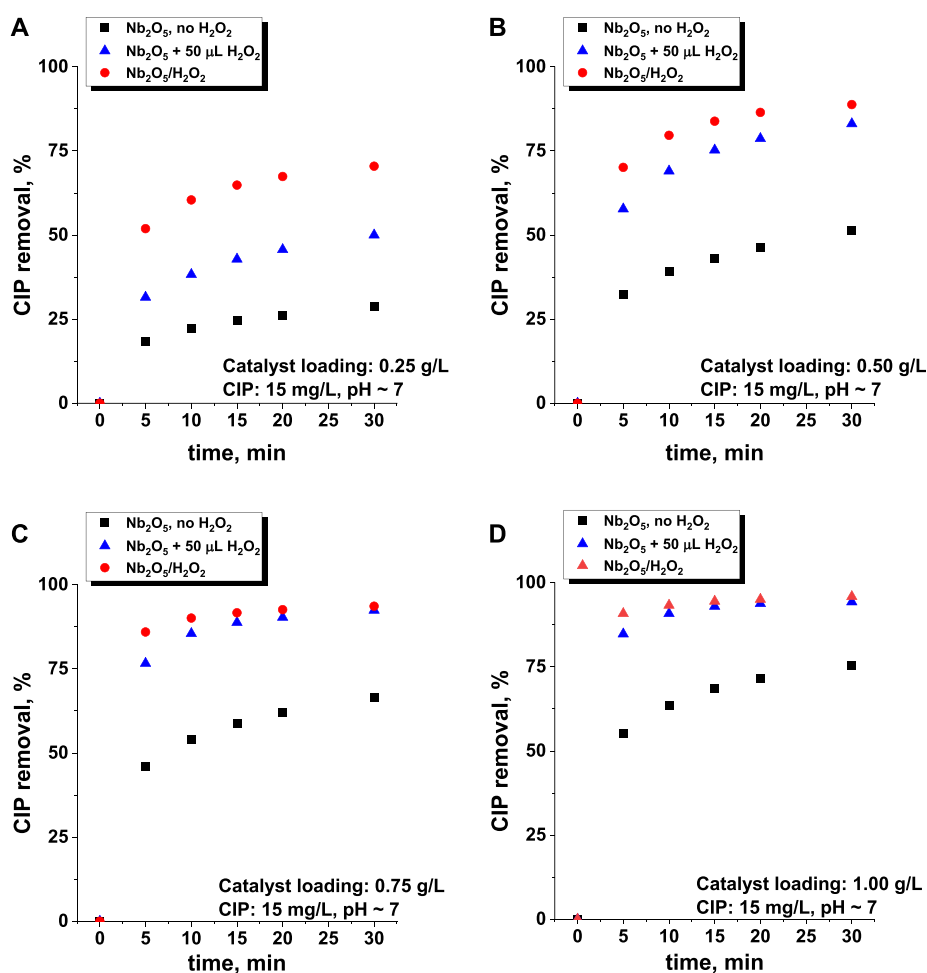 A
Nb₂O₅, no H₂O₂
Nb₂O₅ + 50 µL H₂O₂
Nb₂O₅/H₂O₂
100
75
50
25
0
CIP removal, %
Catalyst loading: 0.25 g/L
CIP: 15 mg/L, pH ~ 7
0 5 10 15 20 30
time, min
B
Nb₂O₅, no H₂O₂
Nb₂O₅ + 50 µL H₂O₂
Nb₂O₅/H₂O₂
100
75
50
25
0
CIP removal, %
Catalyst loading: 0.50 g/L
CIP: 15 mg/L, pH ~ 7
0 5 10 15 20 30
time, min
C
Nb₂O₅, no H₂O₂
Nb₂O₅ + 50 µL H₂O₂
Nb₂O₅/H₂O₂
100
75
50
25
0
CIP removal, %
Catalyst loading: 0.75 g/L
CIP: 15 mg/L, pH ~ 7
0 5 10 15 20 30
time, min
D
Nb₂O₅, no H₂O₂
Nb₂O₅ + 50 µL H₂O₂
Nb₂O₅/H₂O₂
100
75
50
25
0
CIP removal, %
Catalyst loading: 1.00 g/L
CIP: 15 mg/L, pH ~ 7
0 5 10 15 20 30
time, min